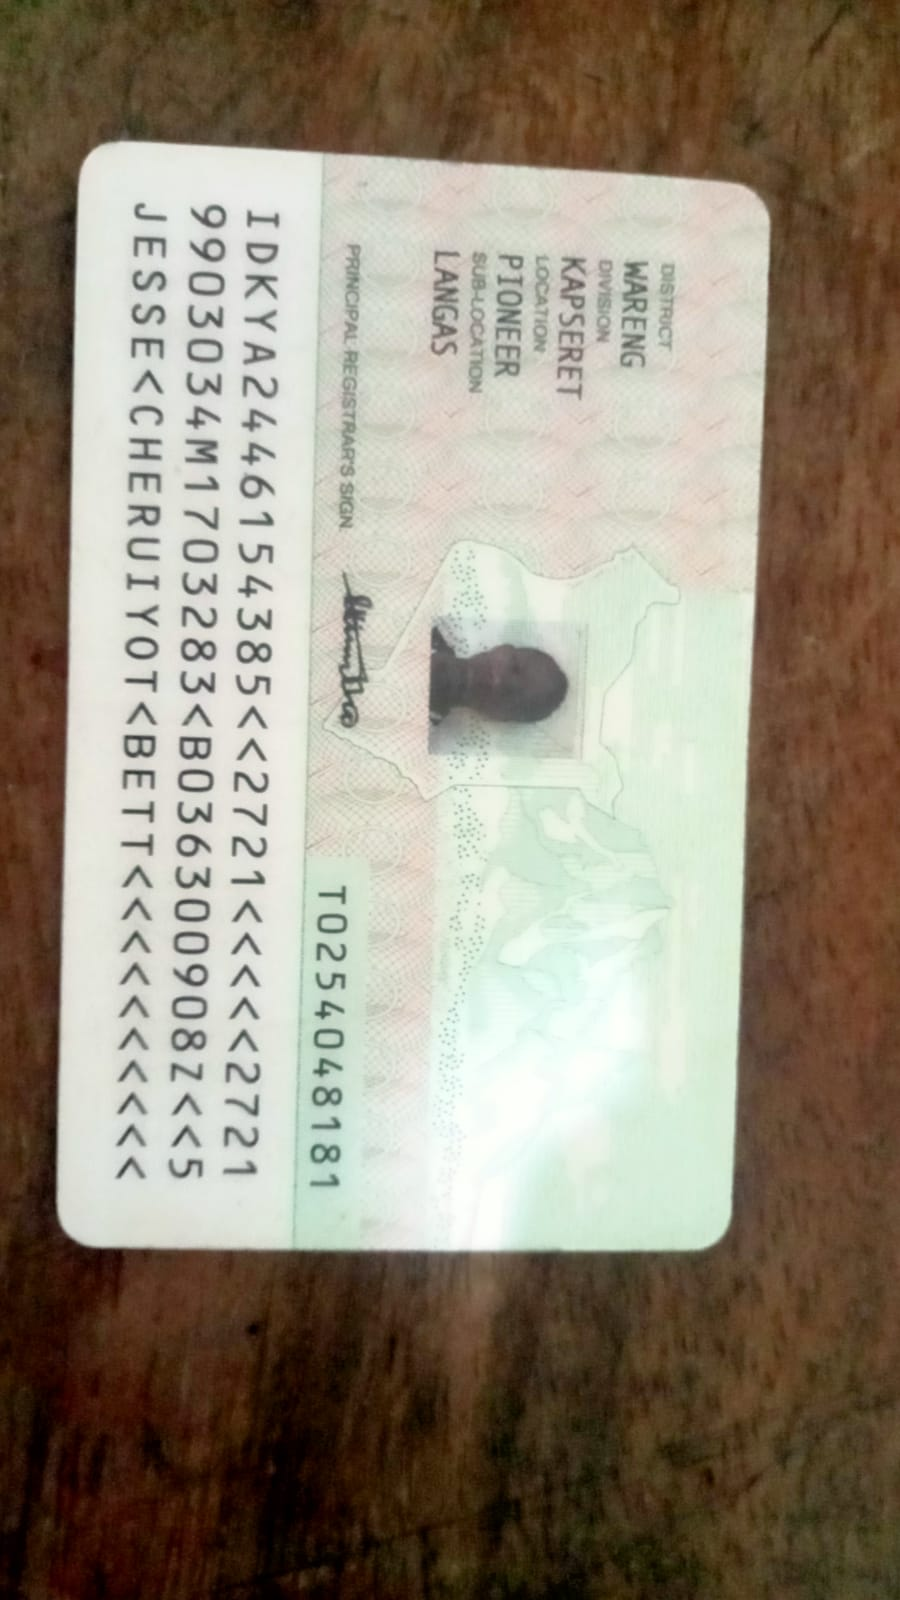 DISTRICT
WARENG
DIVISION
KAPSERET
LOCATION
PIONEER
SUB-LOCATION
LANGAS
PRINCIPAL REGISTRAR'S SIGN.
T0254048181
IDKYA2446154385<<2721<<<<<2721
9903034M1703283<B036300908Z<<5
JESSE<CHERUIYOT<BETT<<<<<<<<<<